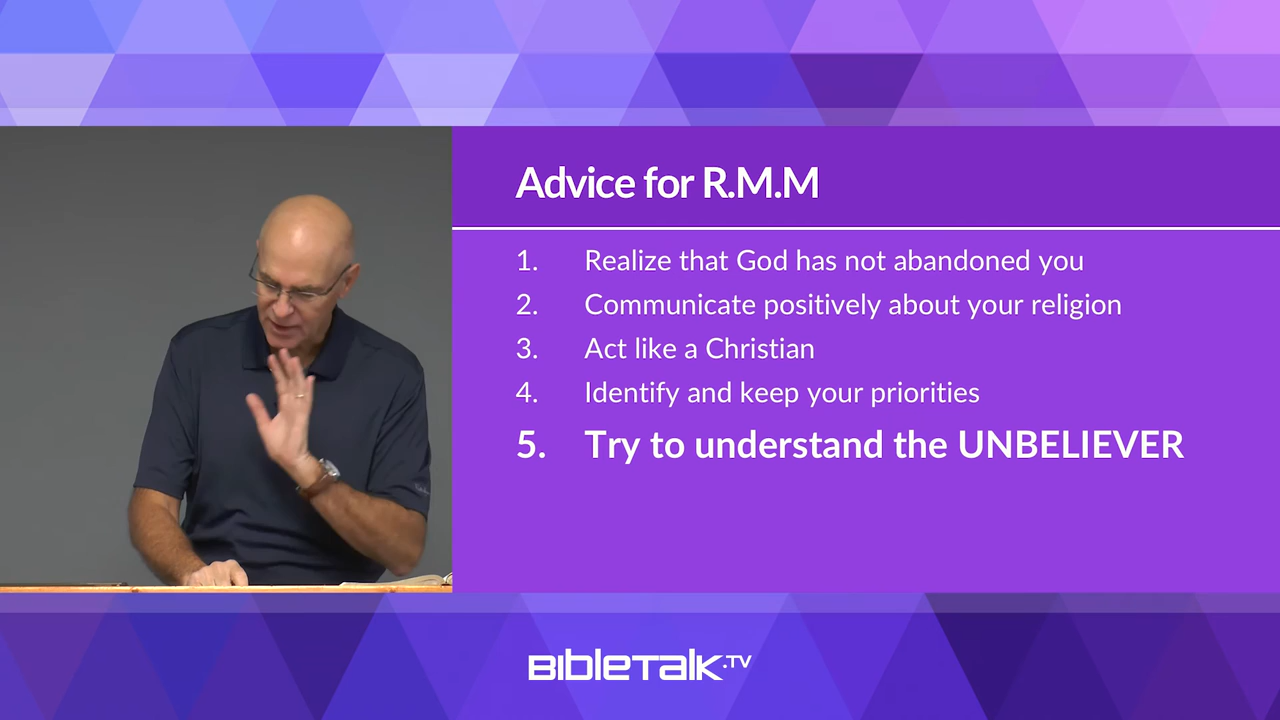 Advice for R.M.M
1. Realize that God has not abandoned you
2. Communicate positively about your religion
3. Act like a Christian
4. Identify and keep your priorities
5. Try to understand the UNBELIEVER
BIBLETALK.TV